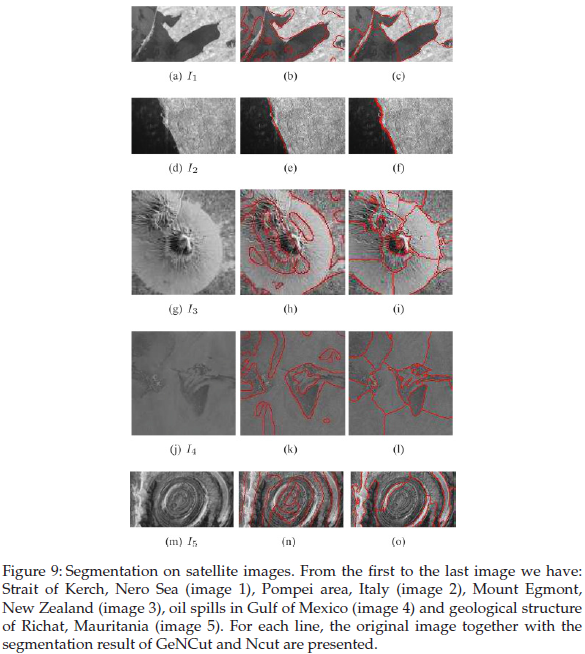 (a) I1 (b) (c)
(d) I2 (e) (f)
(g) I3 (h) (i)
(j) I4 (k) (l)
(m) I5 (n) (o)
Figure 9: Segmentation on satellite images. From the first to the last image we have:
Strait of Kerch, Nero Sea (image 1), Pompei area, Italy (image 2), Mount Egmont,
New Zealand (image 3), oil spills in Gulf of Mexico (image 4) and geological structure
of Richat, Mauritania (image 5). For each line, the original image together with the
segmentation result of GeNCut and Ncut are presented.